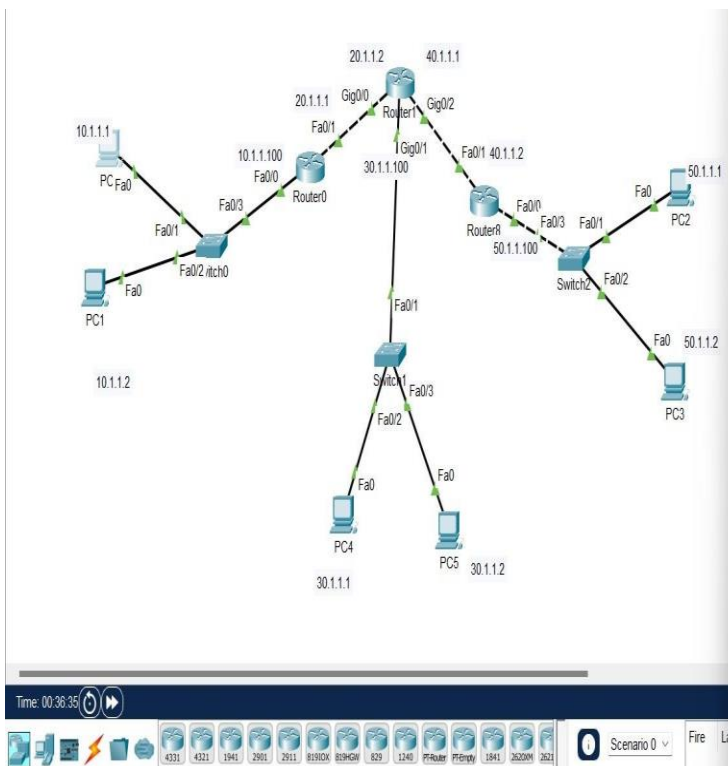 20.1.1.2 40.1.1.1
20.1.1.1 Gig0/0 Router1 Gig0/2
10.1.1.1 Fa0/1 Gig0/1
10.1.1.100 30.1.1.100 Fa0/1 40.1.1.2
PC Fa0 Fa0/0 Router0 50.1.1.1
Fa0/3 Fa0 PC2
Fa0/1 Router8 Fa0/0 Fa0/3 Fa0/1
50.1.1.100
Fa0/2 itch0 Switch2 Fa0/2
Fa0
PC1 Fa0/1
Fa0 50.1.1.2
10.1.1.2 Switch1
Fa0/3 PC3
Fa0/2
Fa0 Fa0
PC4
PC5 30.1.1.2
30.1.1.1
Time: 00:36:35
Scenario 0 Fire La
4331 4321 1941 2901 2911 819IOX 819HGW 829 1240 PT-Router PT-Empty 1841 2620XM 2621